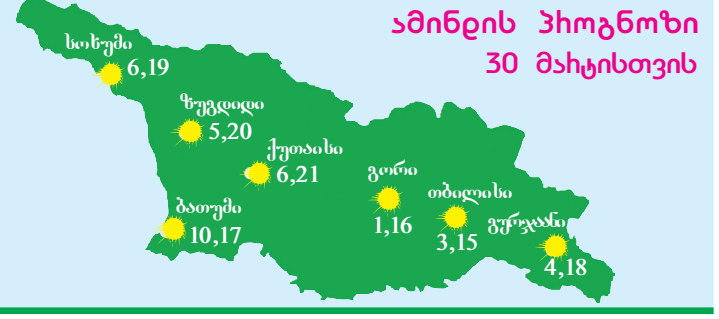 ამინდის პროგნოზი
30 მარტისთვის
სოხუმი
6,19
ზუგდიდი
5,20
ქუთაისი
6,21
ბათუმი
10,17
გორი
1,16
თბილისი
3,15
გურჯაანი
4,18